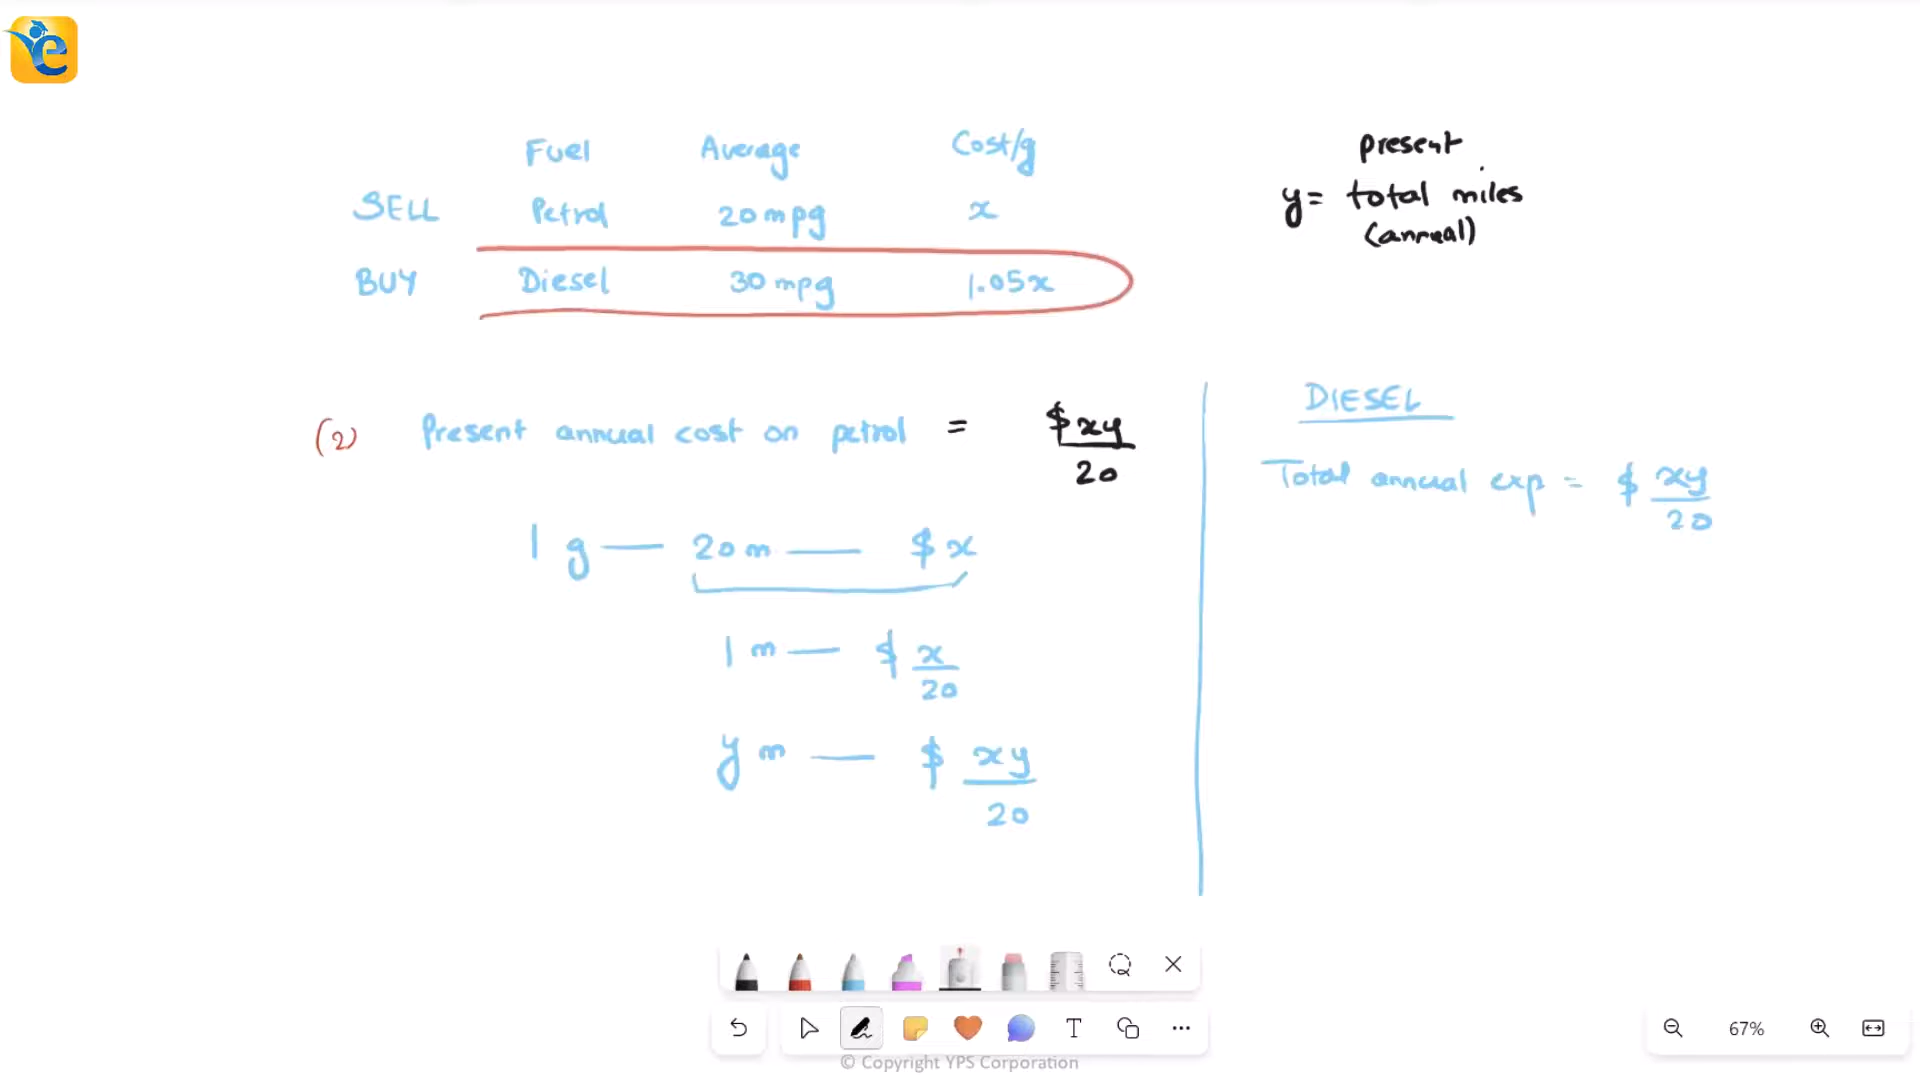 e
Fuel Average Cost/g
SELL Petrol 20 mpg x
BUY Diesel 30 mpg 1.05x
present
y = total miles
(annual)
(2) Present annual cost on petrol = $xy/20
1 g — 20 m — $ x
1 m — $ x/20
y m — $ xy/20
DIESEL
Total annual exp = $ xy/20
T
67%
© Copyright YPS Corporation